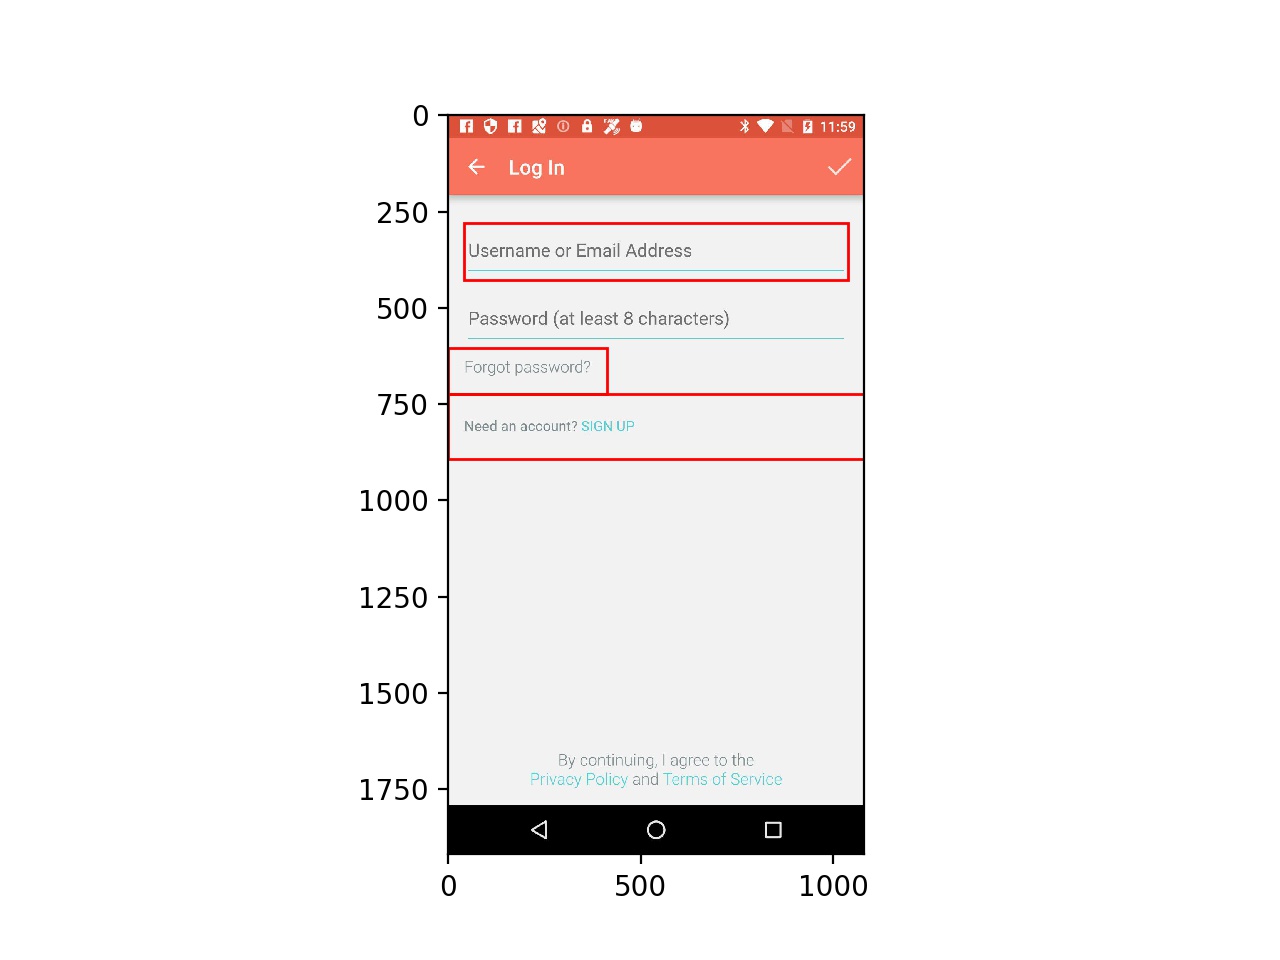 0
250
500
750
1000
1250
1500
1750
11:59
Log In
Username or Email Address
Password (at least 8 characters)
Forgot password?
Need an account? SIGN UP
By continuing, I agree to the
Privacy Policy and Terms of Service
0 500 1000